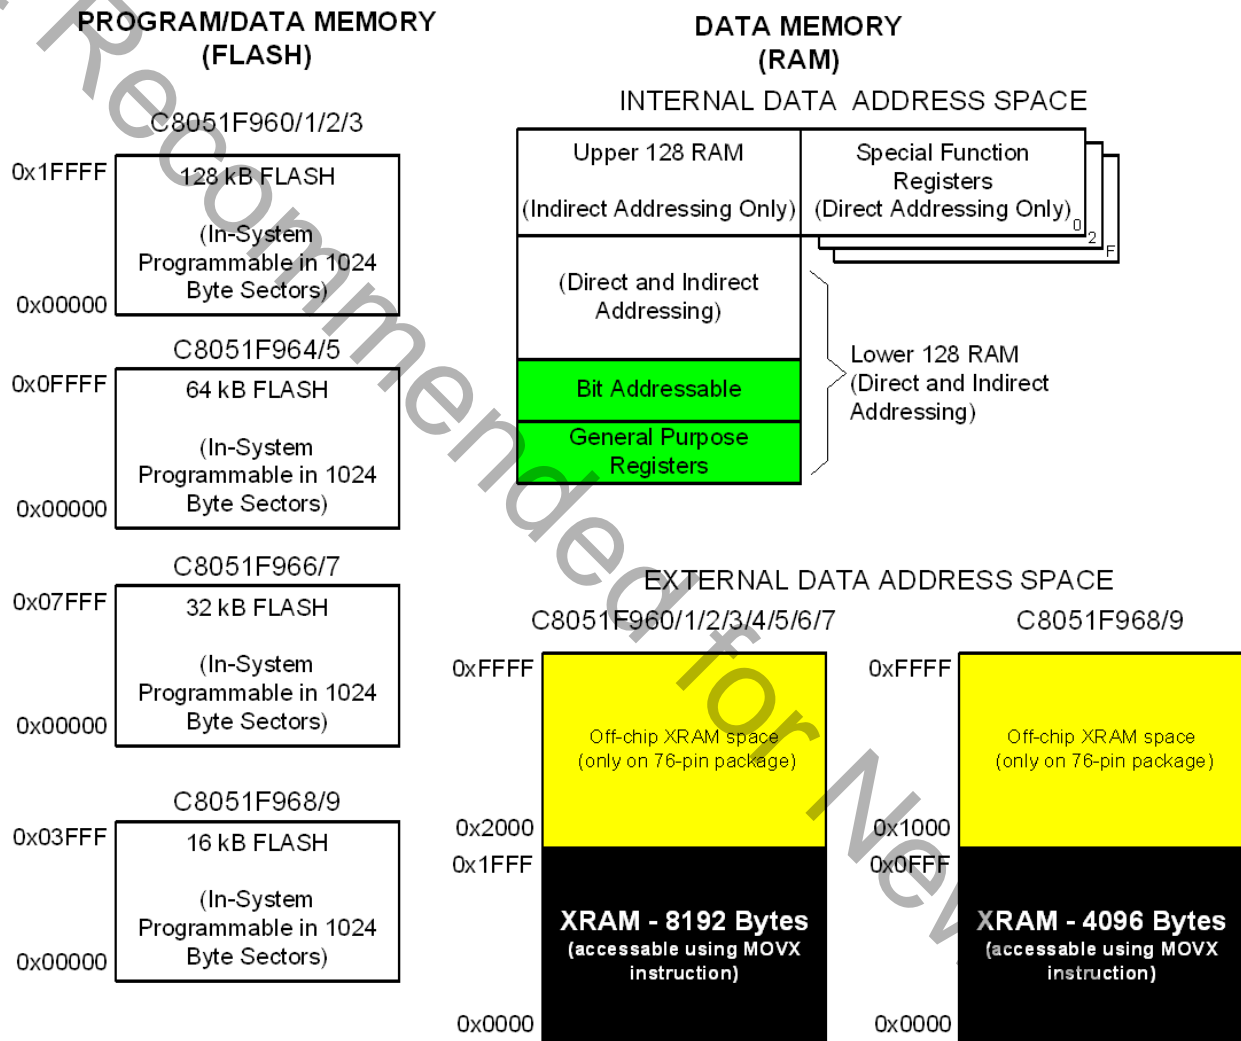 PROGRAM/DATA MEMORY
(FLASH)
C8051F960/1/2/3
0x1FFFF
128 kB FLASH
(In-System
Programmable in 1024
Byte Sectors)
0x00000
C8051F964/5
0x0FFFF
64 kB FLASH
(In-System
Programmable in 1024
Byte Sectors)
0x00000
C8051F966/7
0x07FFF
32 kB FLASH
(In-System
Programmable in 1024
Byte Sectors)
0x00000
C8051F968/9
0x03FFF
16 kB FLASH
(In-System
Programmable in 1024
Byte Sectors)
0x00000
DATA MEMORY
(RAM)
INTERNAL DATA ADDRESS SPACE
Upper 128 RAM
(Indirect Addressing Only)
Special Function
Registers
(Direct Addressing Only)
0
2
F
(Direct and Indirect
Addressing)
Bit Addressable
General Purpose
Registers
Lower 128 RAM
(Direct and Indirect
Addressing)
EXTERNAL DATA ADDRESS SPACE
C8051F960/1/2/3/4/5/6/7
0xFFFF
Off-chip XRAM space
(only on 76-pin package)
0x2000
0x1FFF
XRAM - 8192 Bytes
(accessable using MOVX
instruction)
0x0000
C8051F968/9
0xFFFF
Off-chip XRAM space
(only on 76-pin package)
0x1000
0x0FFF
XRAM - 4096 Bytes
(accessable using MOVX
instruction)
0x0000
Recommended for New